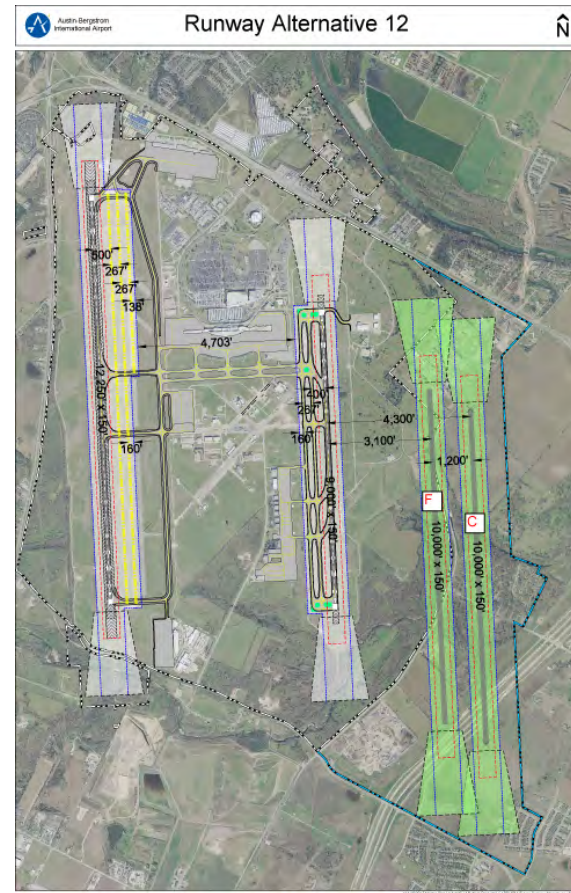 Austin-Bergstrom
International Airport
Runway Alternative 12
N
600'
267'
267'
136'
4,703'
12,250' x 150'
400'
267'
160'
4,300'
3,100'
1,200'
160'
9,000' x 150'
F
C
10,000' x 150'
10,000' x 150'